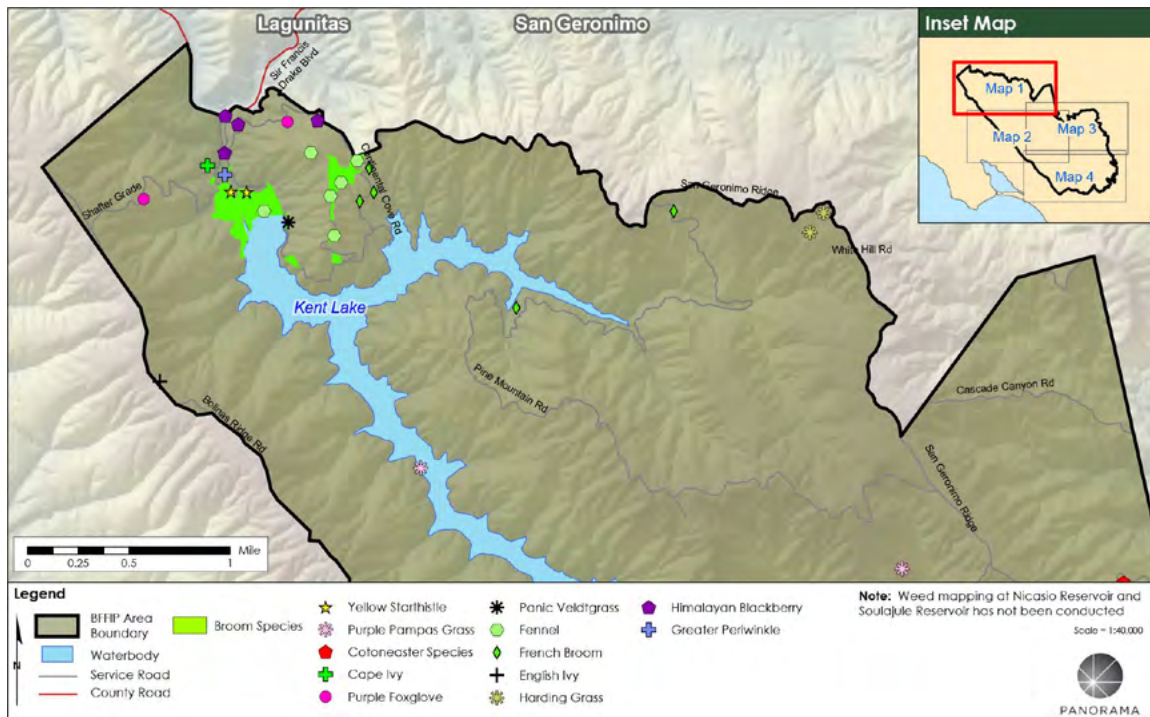 Lagunitas
San Geronimo
Sir Francis
Drake Blvd
Shaffer Grade
Continental Cove Rd
San Geronimo Ridge
White Hill Rd
Kent Lake
Pine Mountain Rd
Bolinas Ridge Rd
Cascade Canyon Rd
San Geronimo Ridge
Inset Map
Map 1
Map 2
Map 3
Map 4
Mile
0 0.25 0.5 1
Legend
BFFIP Area
Boundary
Waterbody
Service Road
County Road
Broom Species
Yellow Starthistle
Purple Pampas Grass
Cotoneaster Species
Cape Ivy
Purple Foxglove
Panic Veldtgrass
Fennel
French Broom
English Ivy
Harding Grass
Himalayan Blackberry
Greater Periwinkle
Note: Weed mapping at Nicasio Reservoir and
Soulajule Reservoir has not been conducted
Scale = 1:40,000
N
PANORAMA